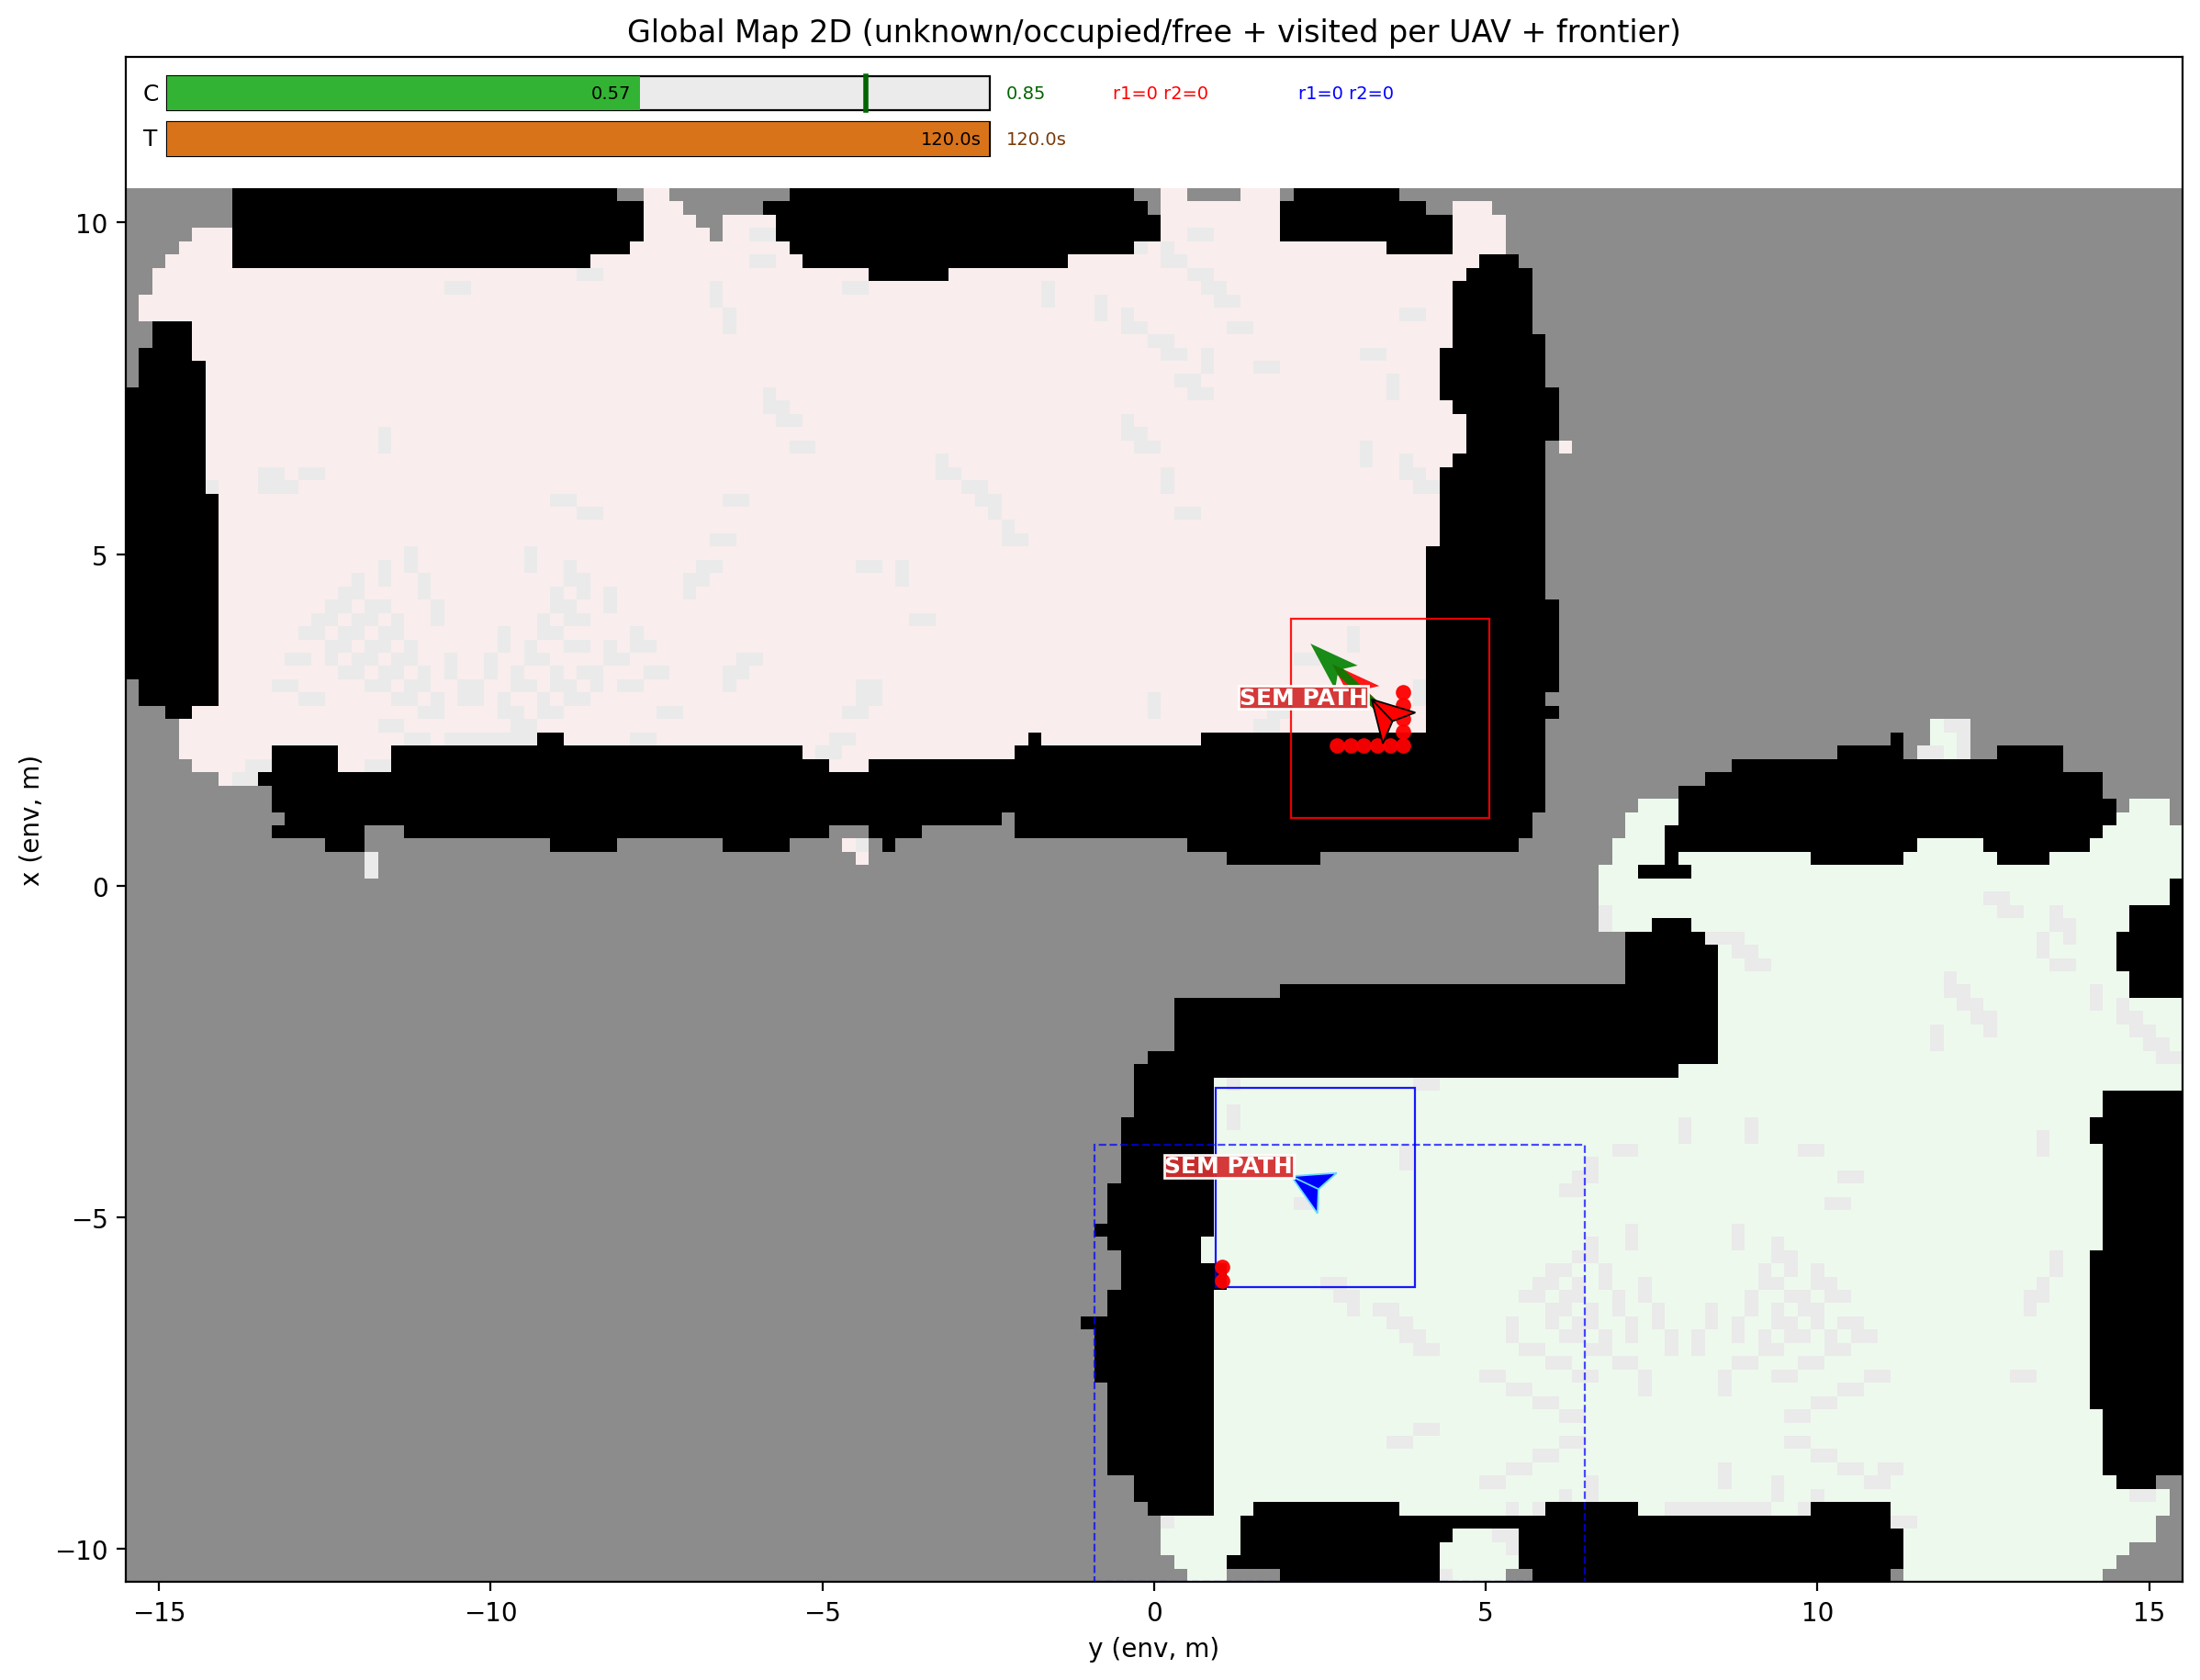 Global Map 2D (unknown/occupied/free + visited per UAV + frontier)
C 0.57 0.85 r1=0 r2=0 r1=0 r2=0
T 120.0s 120.0s
10
5
0
−5
−10
x (env, m)
SEM PATH
SEM PATH
−15 −10 −5 0 5 10 15
y (env, m)